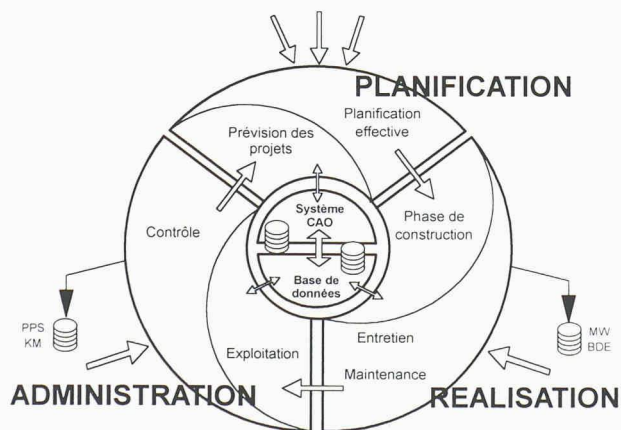 PLANIFICATION
Planification
effective
Prévision des
projets
Système
CAO
Contrôle
Phase de
construction
Base de
données
PPS
KM
MW
BDE
Entretien
Exploitation
Maintenance
ADMINISTRATION
REALISATION